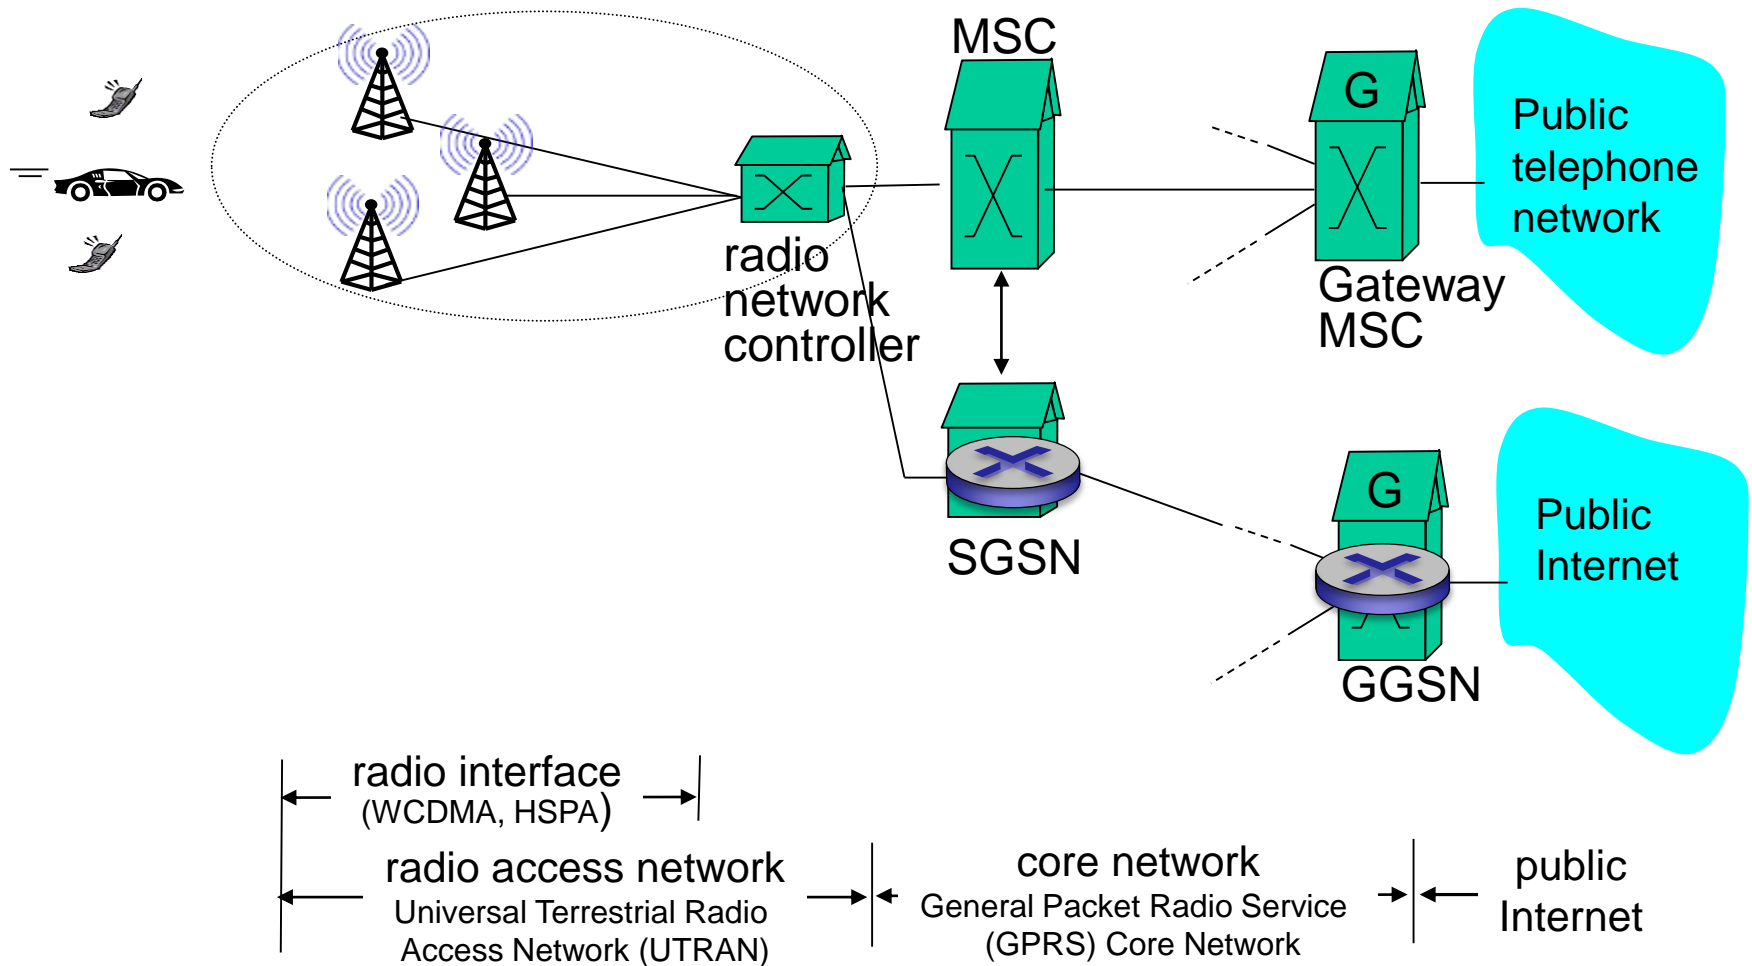 MSC
G
Public
telephone
network
radio
network
controller
Gateway
MSC
G
Public
Internet
SGSN
GGSN
radio interface
(WCDMA, HSPA)
radio access network
Universal Terrestrial Radio
Access Network (UTRAN)
core network
General Packet Radio Service
(GPRS) Core Network
public
Internet